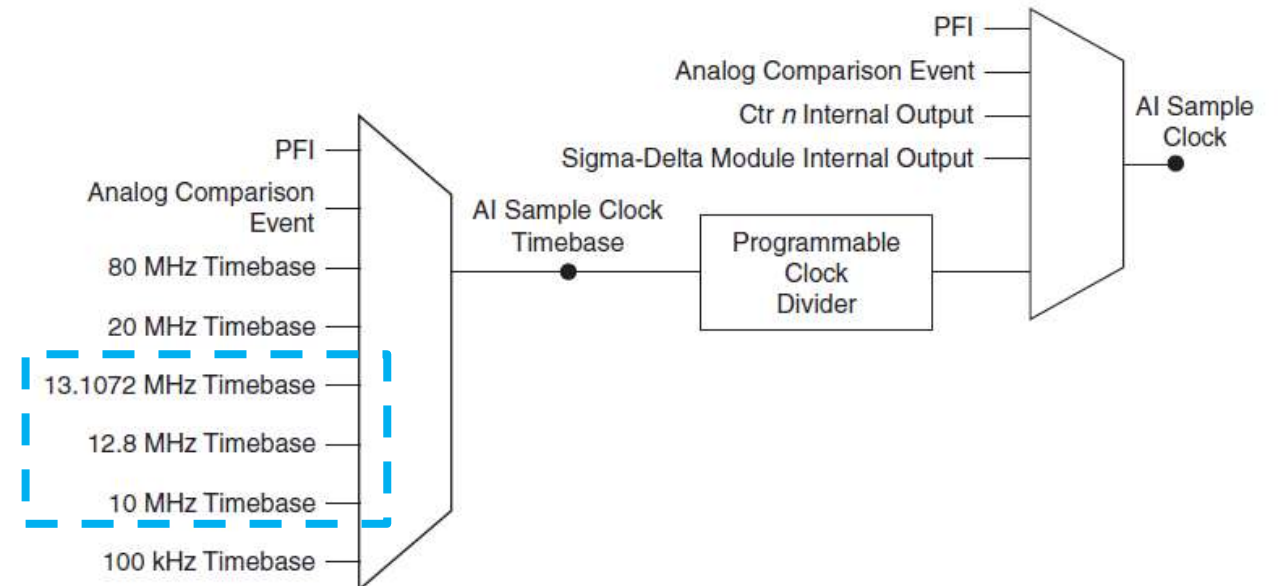 PFI
Analog Comparison Event
Ctr n Internal Output
Sigma-Delta Module Internal Output
AI Sample
Clock
PFI
Analog Comparison
Event
80 MHz Timebase
20 MHz Timebase
13.1072 MHz Timebase
12.8 MHz Timebase
10 MHz Timebase
100 kHz Timebase
AI Sample Clock
Timebase
Programmable
Clock
Divider